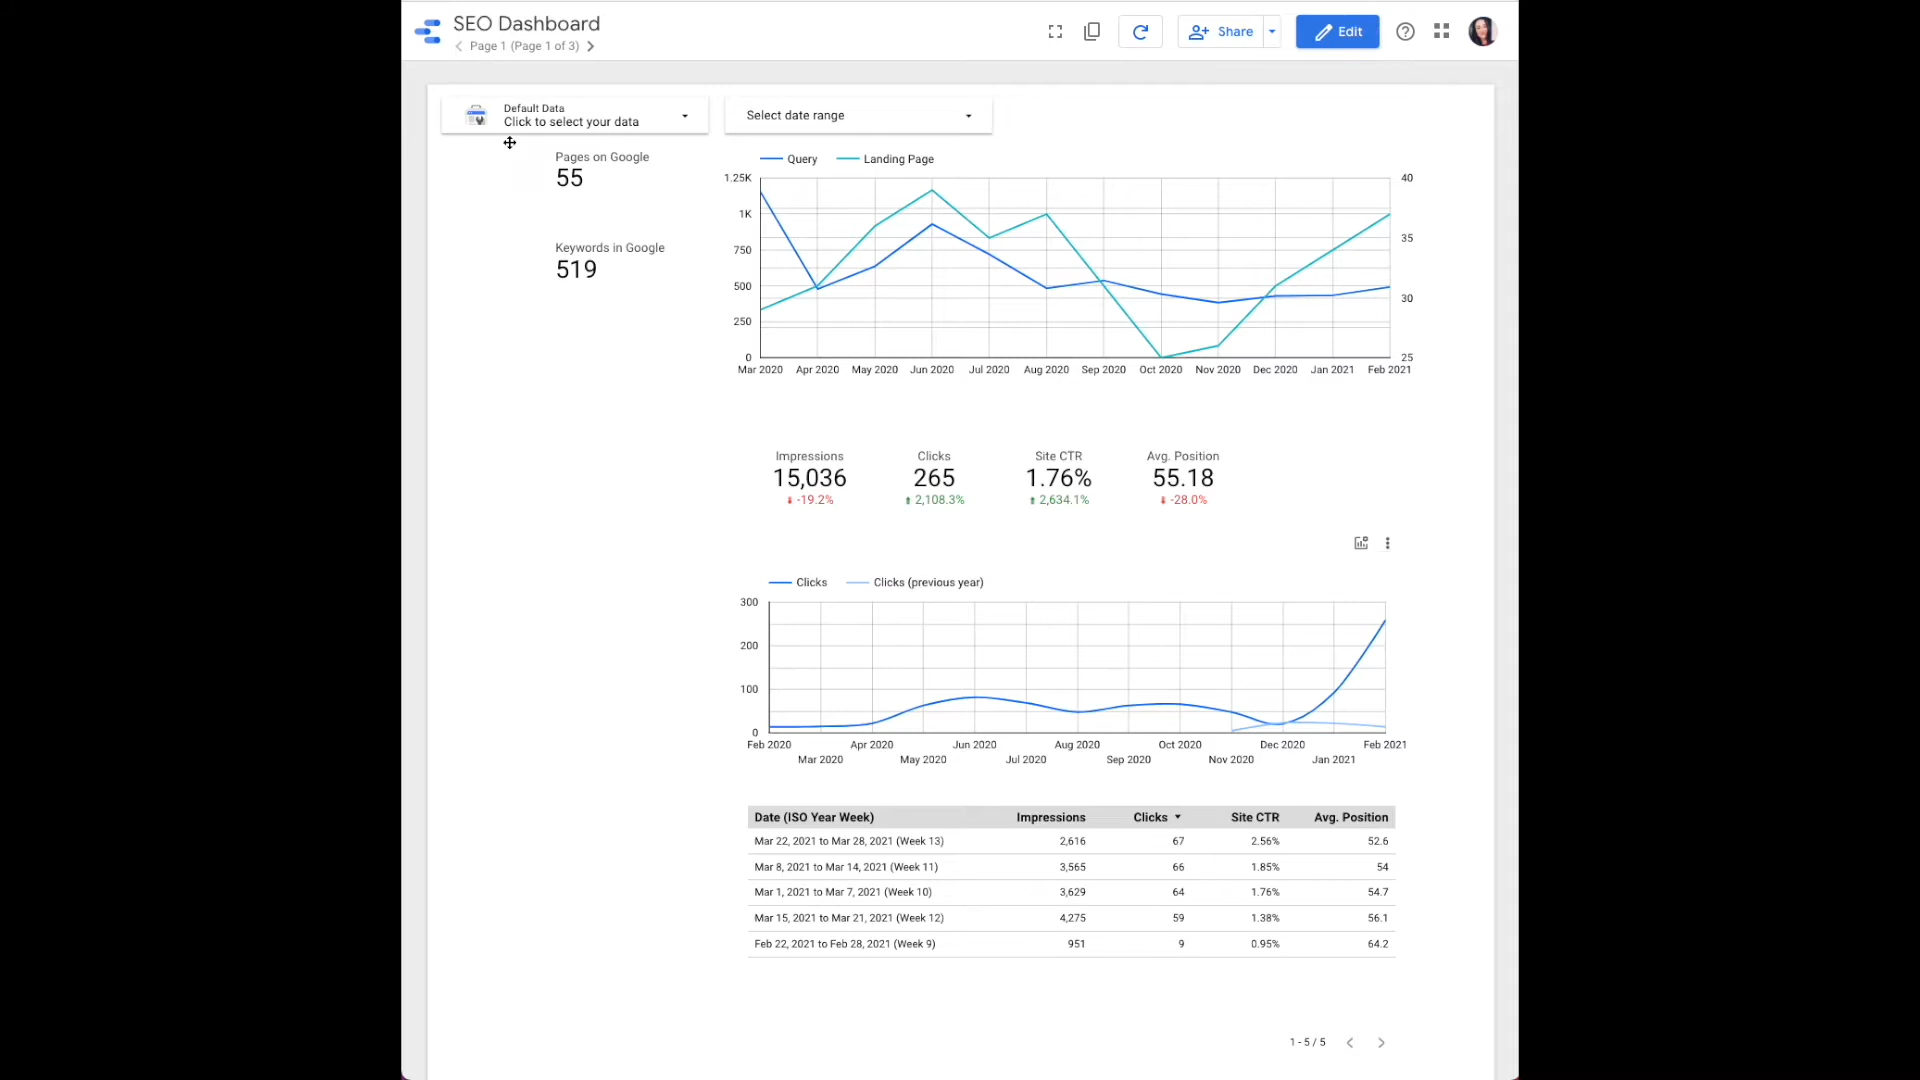 SEO Dashboard
Page 1 (Page 1 of 3)
Share
Edit
Default Data
Click to select your data
Select date range
Pages on Google
55
Keywords in Google
519
Query
Landing Page
1.25K
1K
750
500
250
0
40
35
30
25
Mar 2020 Apr 2020 May 2020 Jun 2020 Jul 2020 Aug 2020 Sep 2020 Oct 2020 Nov 2020 Dec 2020 Jan 2021 Feb 2021
Impressions
15,036
-19.2%
Clicks
265
2,108.3%
Site CTR
1.76%
2,634.1%
Avg. Position
55.18
-28.0%
Clicks
Clicks (previous year)
300
200
100
0
Feb 2020 Apr 2020 Jun 2020 Aug 2020 Oct 2020 Dec 2020 Feb 2021
Mar 2020 May 2020 Jul 2020 Sep 2020 Nov 2020 Jan 2021
Date (ISO Year Week) Impressions Clicks Site CTR Avg. Position
Mar 22, 2021 to Mar 28, 2021 (Week 13) 2,616 67 2.56% 52.6
Mar 8, 2021 to Mar 14, 2021 (Week 11) 3,565 66 1.85% 54
Mar 1, 2021 to Mar 7, 2021 (Week 10) 3,629 64 1.76% 54.7
Mar 15, 2021 to Mar 21, 2021 (Week 12) 4,275 59 1.38% 56.1
Feb 22, 2021 to Feb 28, 2021 (Week 9) 951 9 0.95% 64.2
1 - 5 / 5